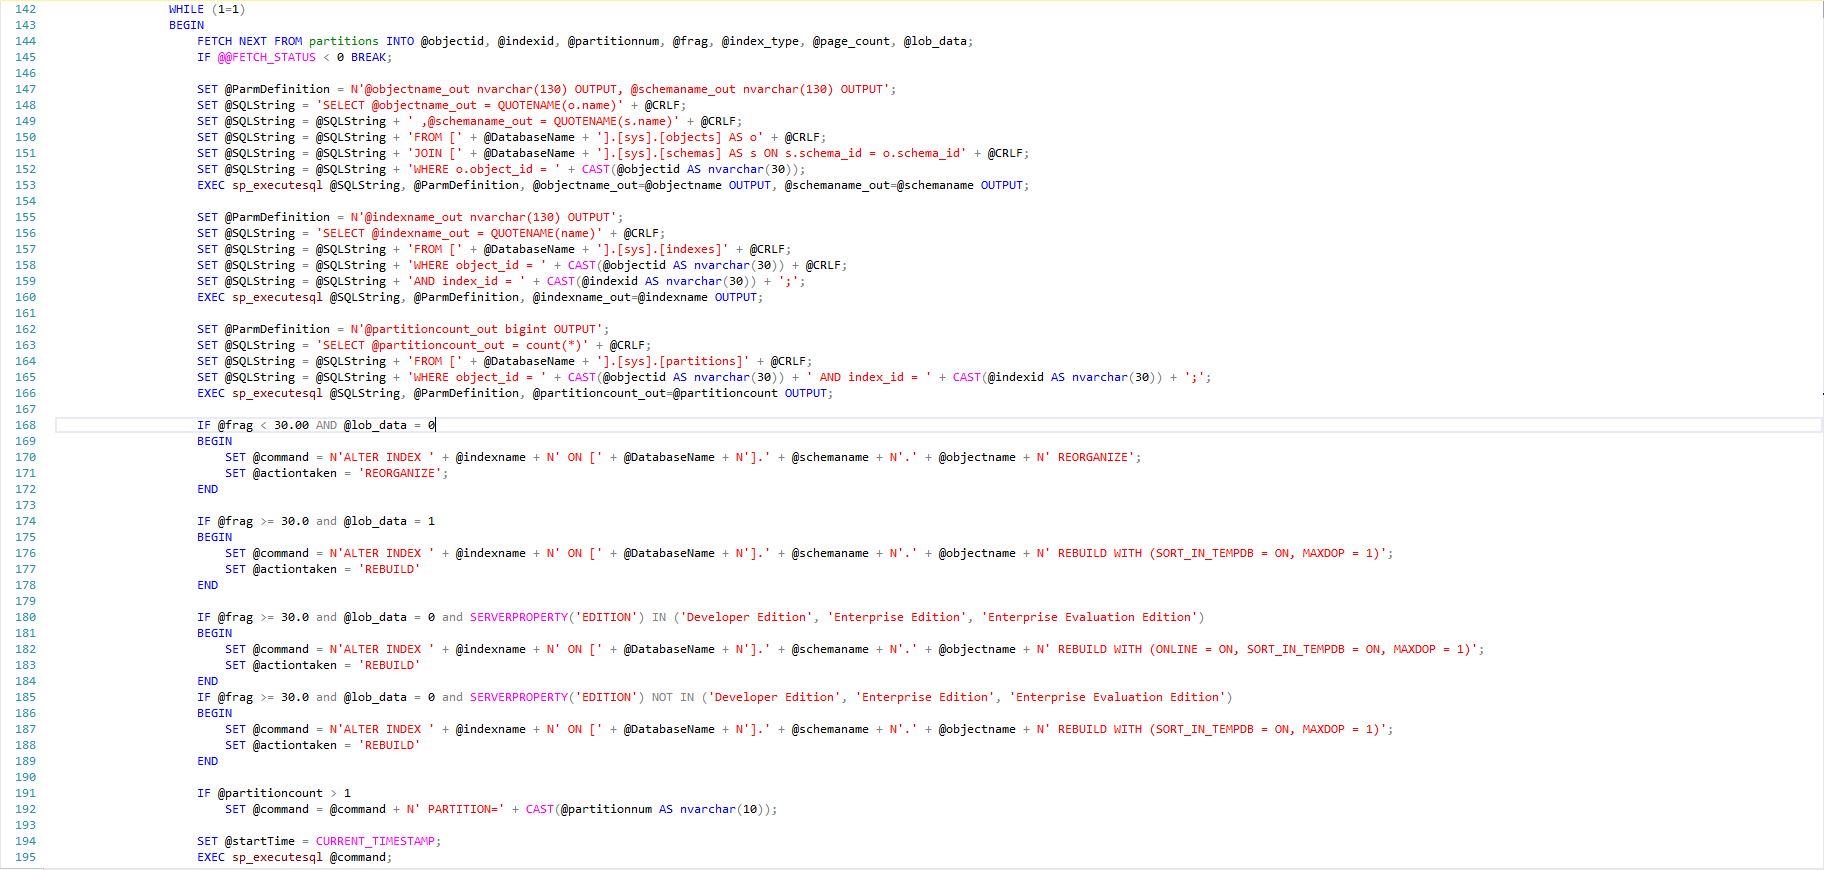 142 WHILE (1=1)
143 BEGIN
144 FETCH NEXT FROM partitions INTO @objectid, @indexid, @partitionnum, @frag, @index_type, @page_count, @lob_data;
145 IF @@FETCH_STATUS < 0 BREAK;
146
147 SET @ParmDefinition = N'@objectname_out nvarchar(130) OUTPUT, @schemaname_out nvarchar(130) OUTPUT';
148 SET @SQLString = 'SELECT @objectname_out = QUOTENAME(o.name)' + @CRLF;
149 SET @SQLString = @SQLString + ' ,@schemaname_out = QUOTENAME(s.name)' + @CRLF;
150 SET @SQLString = @SQLString + 'FROM [' + @DatabaseName + '].[sys].[objects] AS o' + @CRLF;
151 SET @SQLString = @SQLString + 'JOIN [' + @DatabaseName + '].[sys].[schemas] AS s ON s.schema_id = o.schema_id' + @CRLF;
152 SET @SQLString = @SQLString + 'WHERE o.object_id = ' + CAST(@objectid AS nvarchar(30));
153 EXEC sp_executesql @SQLString, @ParmDefinition, @objectname_out=@objectname OUTPUT, @schemaname_out=@schemaname OUTPUT;
154
155 SET @ParmDefinition = N'@indexname_out nvarchar(130) OUTPUT';
156 SET @SQLString = 'SELECT @indexname_out = QUOTENAME(name)' + @CRLF;
157 SET @SQLString = @SQLString + 'FROM [' + @DatabaseName + '].[sys].[indexes]' + @CRLF;
158 SET @SQLString = @SQLString + 'WHERE object_id = ' + CAST(@objectid AS nvarchar(30)) + @CRLF;
159 SET @SQLString = @SQLString + 'AND index_id = ' + CAST(@indexid AS nvarchar(30)) + ';';
160 EXEC sp_executesql @SQLString, @ParmDefinition, @indexname_out=@indexname OUTPUT;
161
162 SET @ParmDefinition = N'@partitioncount_out bigint OUTPUT';
163 SET @SQLString = 'SELECT @partitioncount_out = count(*)' + @CRLF;
164 SET @SQLString = @SQLString + 'FROM [' + @DatabaseName + '].[sys].[partitions]' + @CRLF;
165 SET @SQLString = @SQLString + 'WHERE object_id = ' + CAST(@objectid AS nvarchar(30)) + ' AND index_id = ' + CAST(@indexid AS nvarchar(30)) + ';';
166 EXEC sp_executesql @SQLString, @ParmDefinition, @partitioncount_out=@partitioncount OUTPUT;
167
168 IF @frag < 30.00 AND @lob_data = 0
169 BEGIN
170 SET @command = N'ALTER INDEX ' + @indexname + N' ON [' + @DatabaseName + N'].' + @schemaname + N'.' + @objectname + N' REORGANIZE';
171 SET @actiontaken = 'REORGANIZE';
172 END
173
174 IF @frag >= 30.0 and @lob_data = 1
175 BEGIN
176 SET @command = N'ALTER INDEX ' + @indexname + N' ON [' + @DatabaseName + N'].' + @schemaname + N'.' + @objectname + N' REBUILD WITH (SORT_IN_TEMPDB = ON, MAXDOP = 1)';
177 SET @actiontaken = 'REBUILD'
178 END
179
180 IF @frag >= 30.0 and @lob_data = 0 and SERVERPROPERTY('EDITION') IN ('Developer Edition', 'Enterprise Edition', 'Enterprise Evaluation Edition')
181 BEGIN
182 SET @command = N'ALTER INDEX ' + @indexname + N' ON [' + @DatabaseName + N'].' + @schemaname + N'.' + @objectname + N' REBUILD WITH (ONLINE = ON, SORT_IN_TEMPDB = ON, MAXDOP = 1)';
183 SET @actiontaken = 'REBUILD'
184 END
185 IF @frag >= 30.0 and @lob_data = 0 and SERVERPROPERTY('EDITION') NOT IN ('Developer Edition', 'Enterprise Edition', 'Enterprise Evaluation Edition')
186 BEGIN
187 SET @command = N'ALTER INDEX ' + @indexname + N' ON [' + @DatabaseName + N'].' + @schemaname + N'.' + @objectname + N' REBUILD WITH (SORT_IN_TEMPDB = ON, MAXDOP = 1)';
188 SET @actiontaken = 'REBUILD'
189 END
190
191 IF @partitioncount > 1
192 SET @command = @command + N' PARTITION=' + CAST(@partitionnum AS nvarchar(10));
193
194 SET @startTime = CURRENT_TIMESTAMP;
195 EXEC sp_executesql @command;